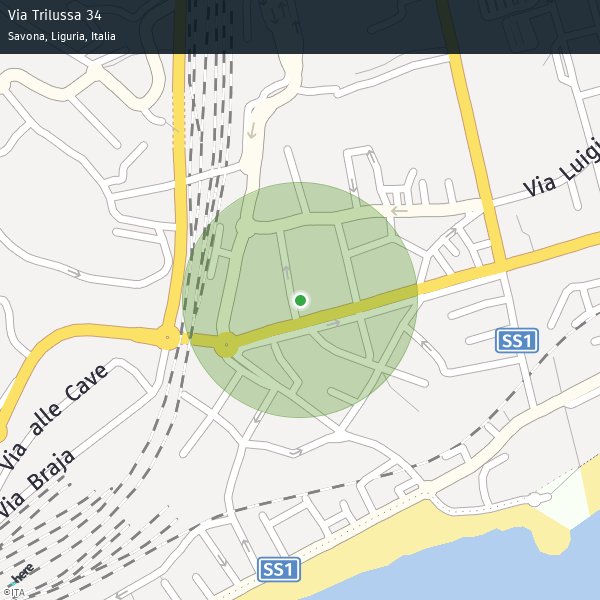 Via Trilussa 34
Savona, Liguria, Italia
Via Luigi
SS1
Via alle Cave
Via Braja
SS1
here
©ITA